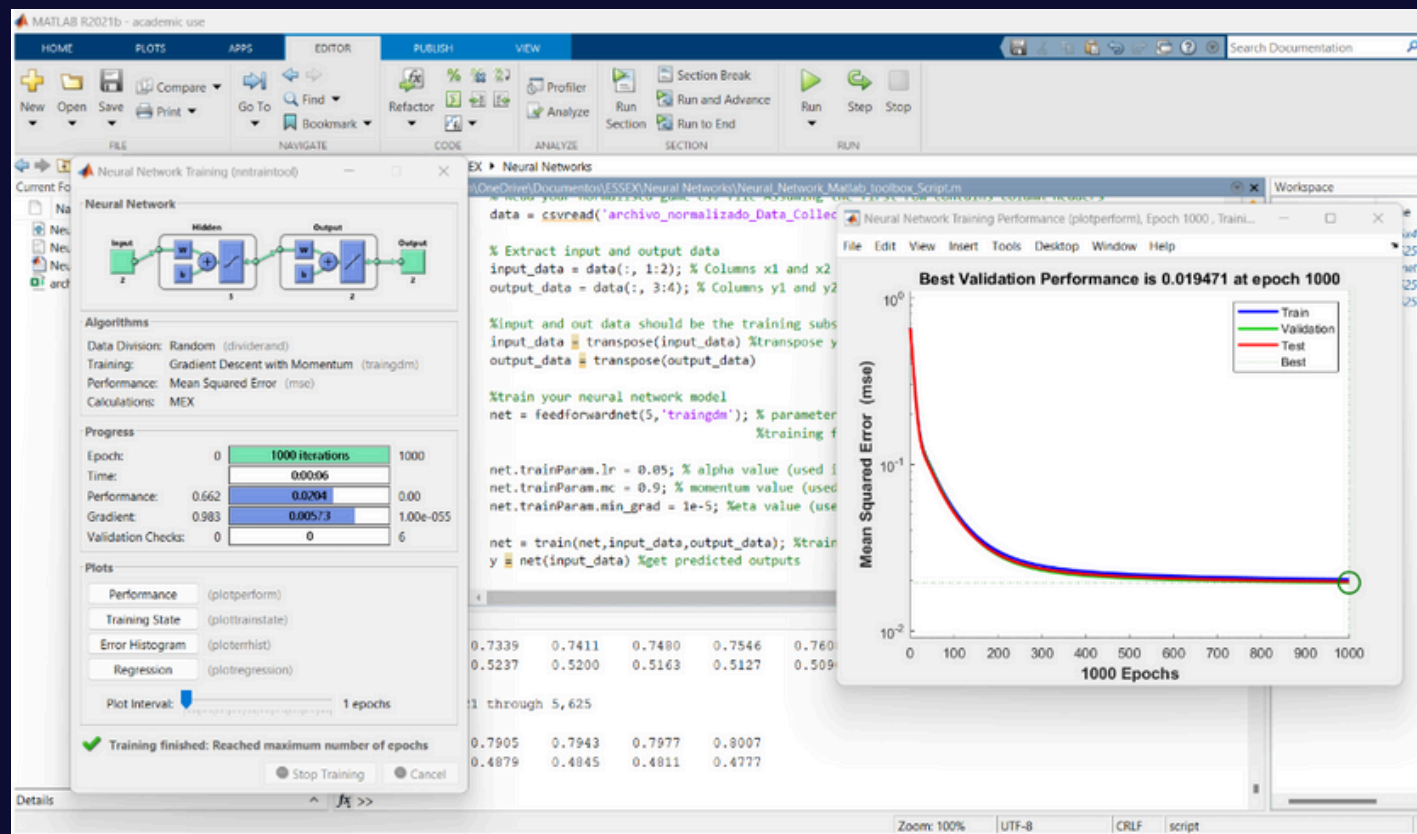 MATLAB R2021b - academic use
HOME PLOTS APPS EDITOR PUBLISH VIEW
Search Documentation
New Open Save Compare Print
Go To Find Bookmark
Refactor
Profiler
Analyze
Run Section
Section Break
Run and Advance
Run to End
Run Step Stop
FILE NAVIGATE CODE ANALYZE SECTION RUN
EX Neural Networks
Current Fo
Na
Neu
Neu
Neu
arch
Details
Neural Network Training (nntraintool)
Neural Network
Hidden Output
Input Output
w b + w b +
2 2 2
Algorithms
Data Division: Random (dividerand)
Training: Gradient Descent with Momentum (traingdm)
Performance: Mean Squared Error (mse)
Calculations: MEX
Progress
Epoch: 0 1000 iterations 1000
Time: 0:00:06
Performance: 0.662 0.0204 0.00
Gradient: 0.983 0.00573 1.00e-055
Validation Checks: 0 0 6
Plots
Performance (plotperform)
Training State (plottrainstate)
Error Histogram (ploterrhist)
Regression (plotregression)
Plot Interval: 1 epochs
Training finished: Reached maximum number of epochs
Stop Training Cancel
\OneDrive\Documentos\ESSEX\Neural Networks\Neural_Network_Matlab_toolbox_Script.m
data = csvread('archivo_normalizado_Data_Collec
% Extract input and output data
input_data = data(:, 1:2); % Columns x1 and x2
output_data = data(:, 3:4); % Columns y1 and y2
%input and out data should be the training subs
input_data = transpose(input_data) %transpose y
output_data = transpose(output_data)
%train your neural network model
net = feedforwardnet(5,'traingdm'); % parameter
%training f
net.trainParam.lr = 0.05; % alpha value (used i
net.trainParam.mc = 0.9; % momentum value (used
net.trainParam.min_grad = 1e-5; %eta value (use
net = train(net,input_data,output_data); %train
y = net(input_data) %get predicted outputs
0.7339 0.7411 0.7480 0.7546 0.760
0.5237 0.5200 0.5163 0.5127 0.509
1 through 5,625
0.7905 0.7943 0.7977 0.8007
0.4879 0.4845 0.4811 0.4777
fx >>
Workspace
Neural Network Training Performance (plotperform), Epoch 1000 , Traini...
File Edit View Insert Tools Desktop Window Help
Best Validation Performance is 0.019471 at epoch 1000
Train
Validation
Test
Best
Mean Squared Error (mse)
10⁰
10⁻¹
10⁻²
0 100 200 300 400 500 600 700 800 900 1000
1000 Epochs
Zoom: 100% UTF-8 CRLF script